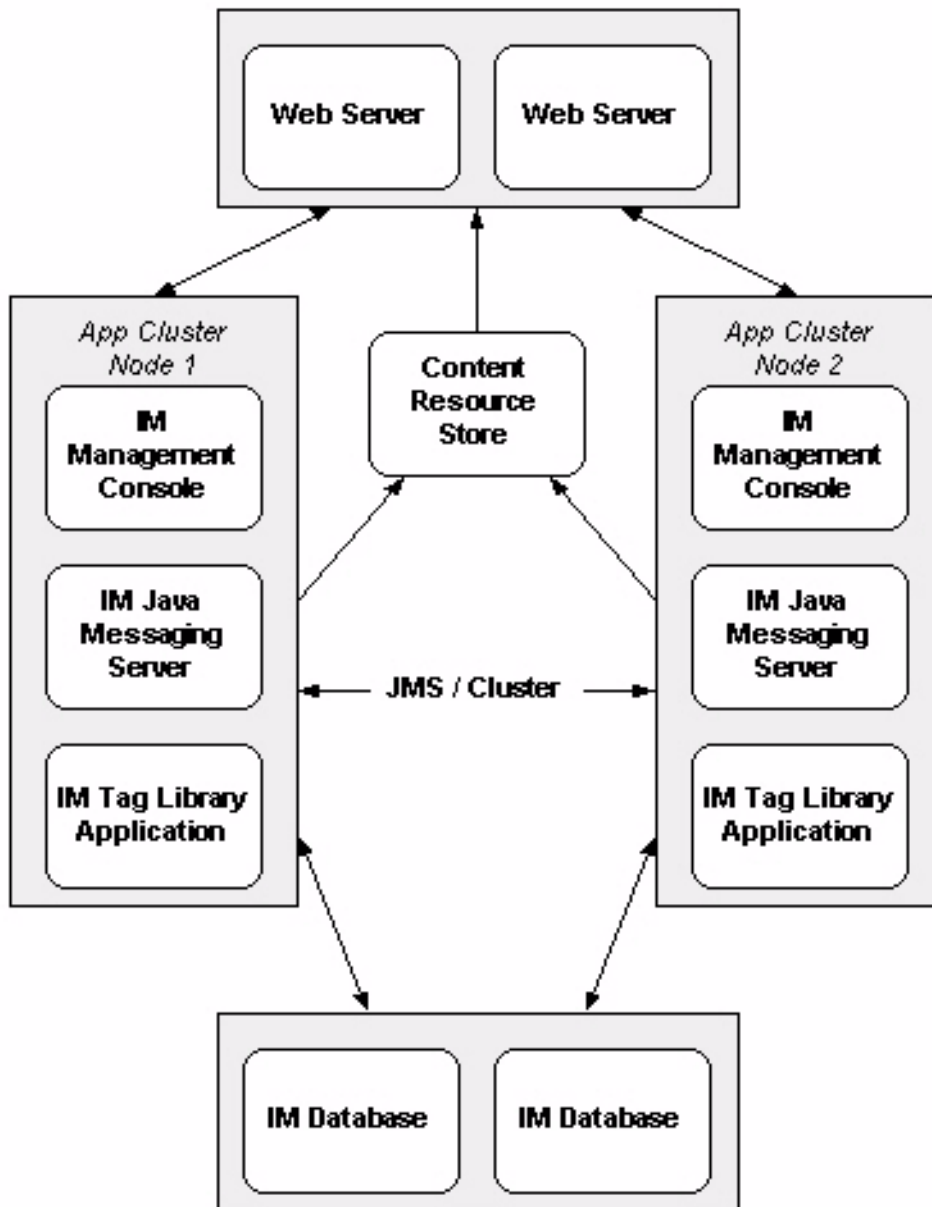 Web Server
Web Server
App Cluster
Node 1
IM
Management
Console
IM Java
Messaging
Server
IM Tag Library
Application
Content
Resource
Store
JMS / Cluster
App Cluster
Node 2
IM
Management
Console
IM Java
Messaging
Server
IM Tag Library
Application
IM Database
IM Database